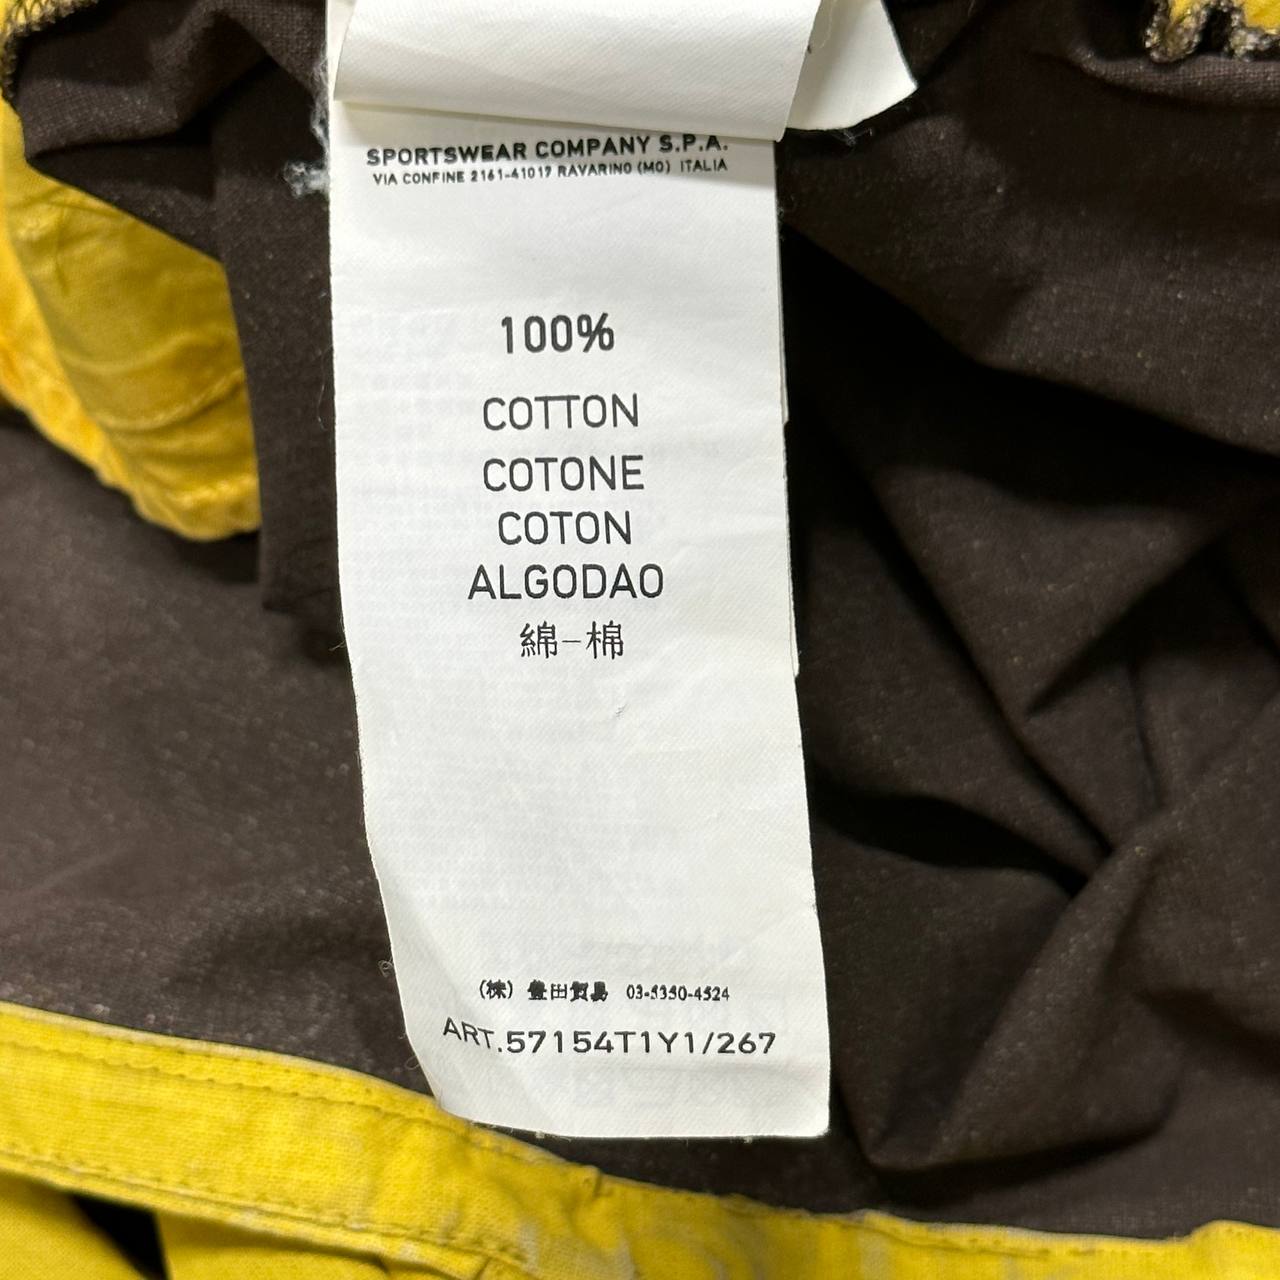 SPORTSWEAR COMPANY S.P.A.
VIA CONFINE 2161-41017 RAVARINO (MO) ITALIA
100%
COTTON
COTONE
COTON
ALGODAO
綿-棉
(株) 豊田貿易 03-5350-4524
ART.57154T1Y1/267